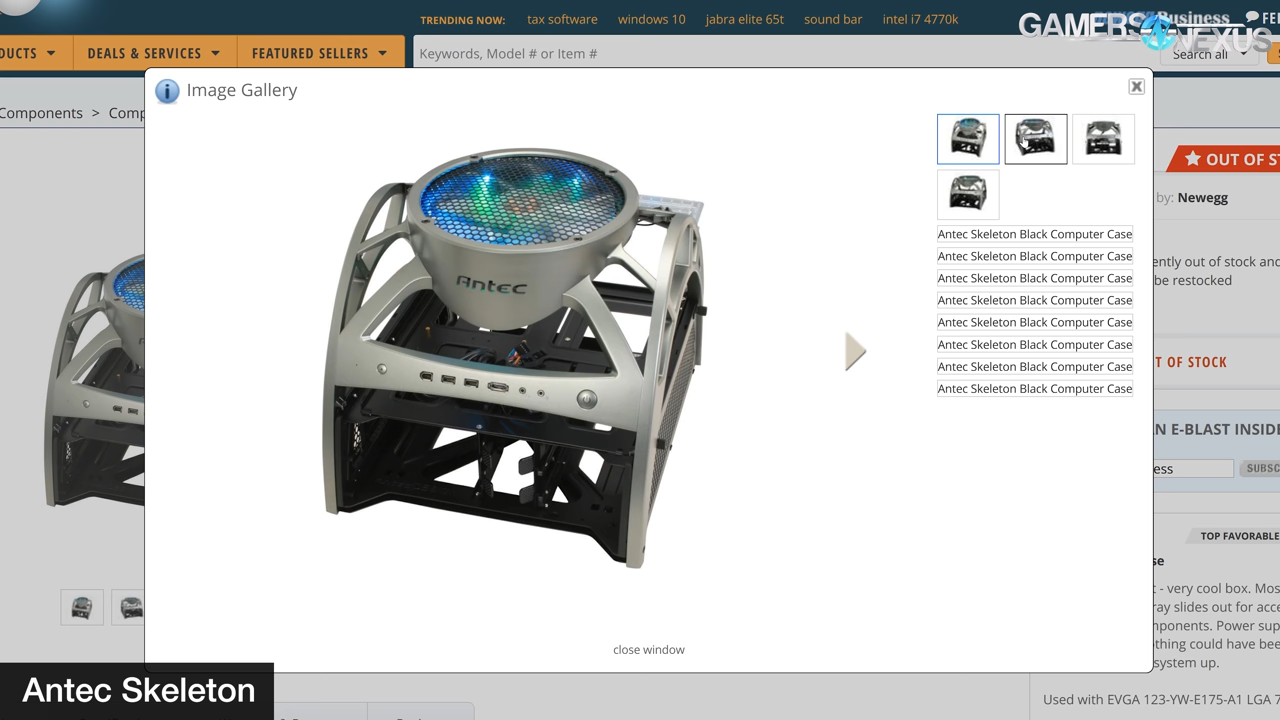 TRENDING NOW: tax software windows 10 jabra elite 65t sound bar intel i7 4770k
GAMERS NEXUS
Business
FEE
DUCTS DEALS & SERVICES FEATURED SELLERS Keywords, Model # or Item # Search all
Image Gallery
Components > Comp
OUT OF ST
by: Newegg
Antec Skeleton Black Computer Case
Antec Skeleton Black Computer Case
Antec Skeleton Black Computer Case
Antec Skeleton Black Computer Case
Antec Skeleton Black Computer Case
Antec Skeleton Black Computer Case
Antec Skeleton Black Computer Case
Antec Skeleton Black Computer Case
ently out of stock and
be restocked
Antec
T OF STOCK
N E-BLAST INSIDE
ess SUBSC
TOP FAVORABLE
se
t - very cool box. Mos
ray slides out for acce
mponents. Power sup
thing could have bee
system up.
close window
Antec Skeleton
Used with EVGA 123-YW-E175-A1 LGA 7